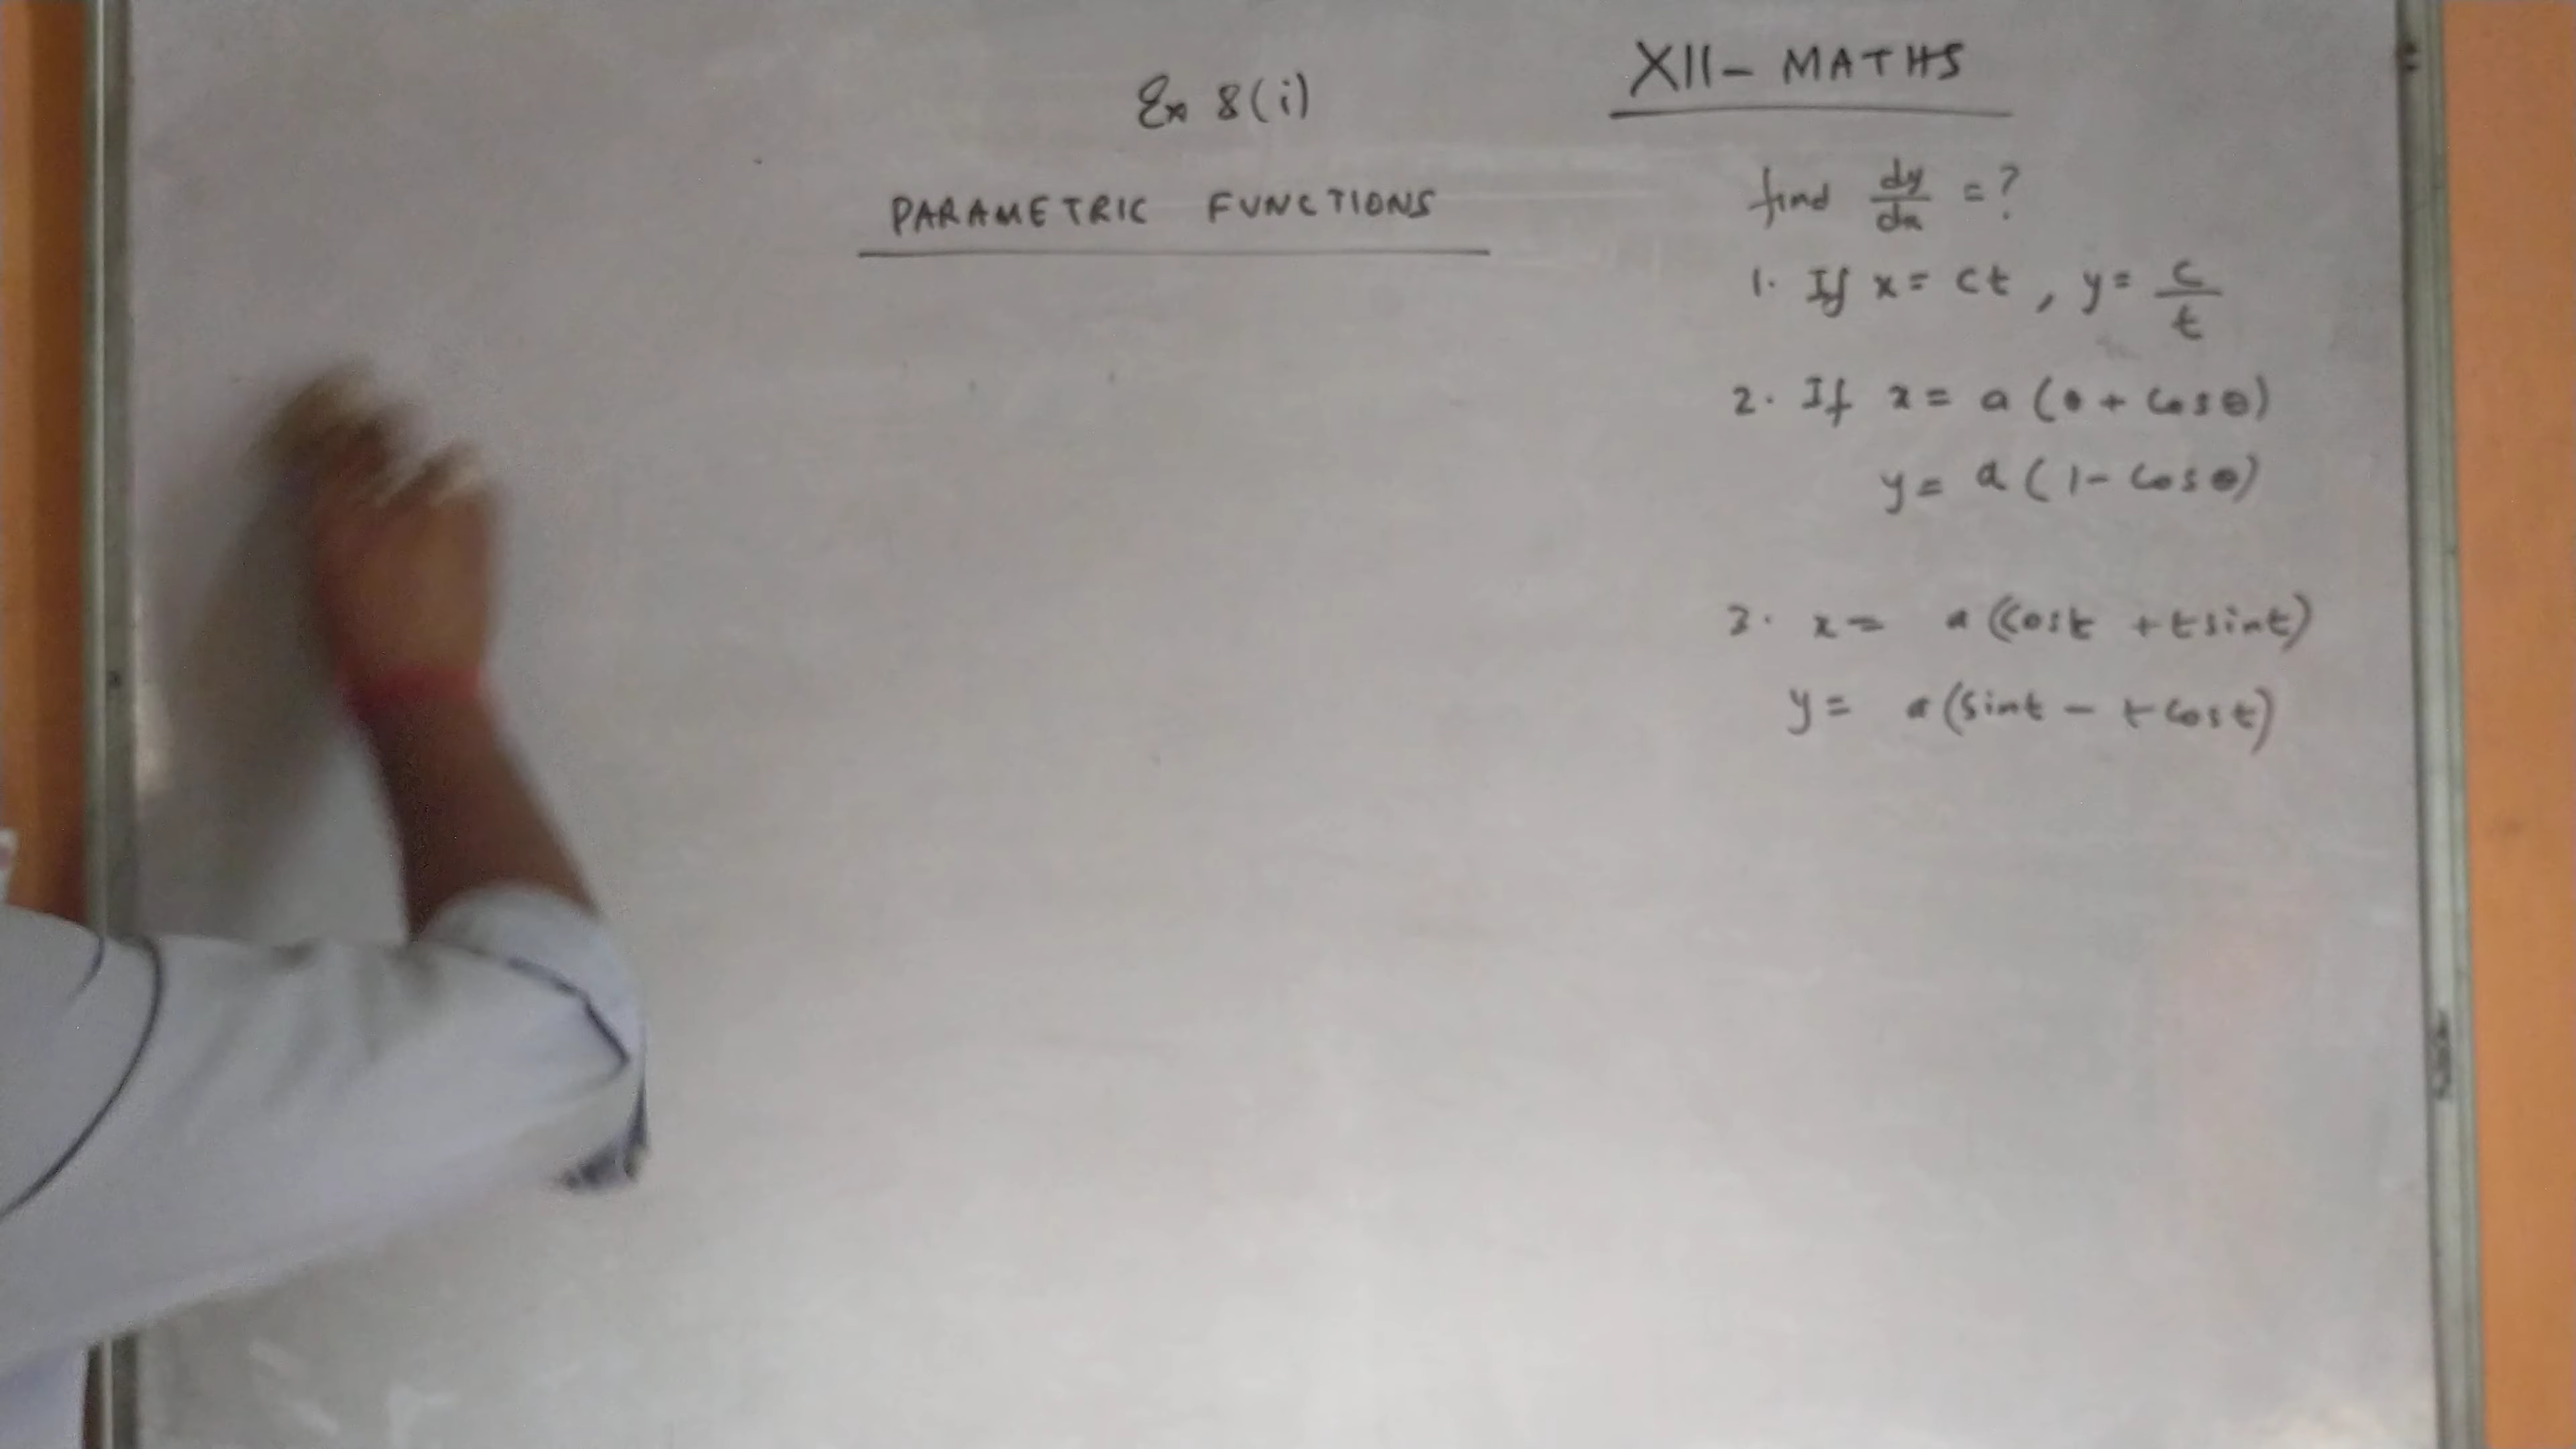 Ex 8(i)
XII - MATHS
PARAMETRIC FUNCTIONS
find dy/dx = ?
1. If x = ct , y = c/t
2. If x = a (θ + cosθ)
y = a (1 - cosθ)
3. x = a (cost + tsint)
y = a (sint - tcost)